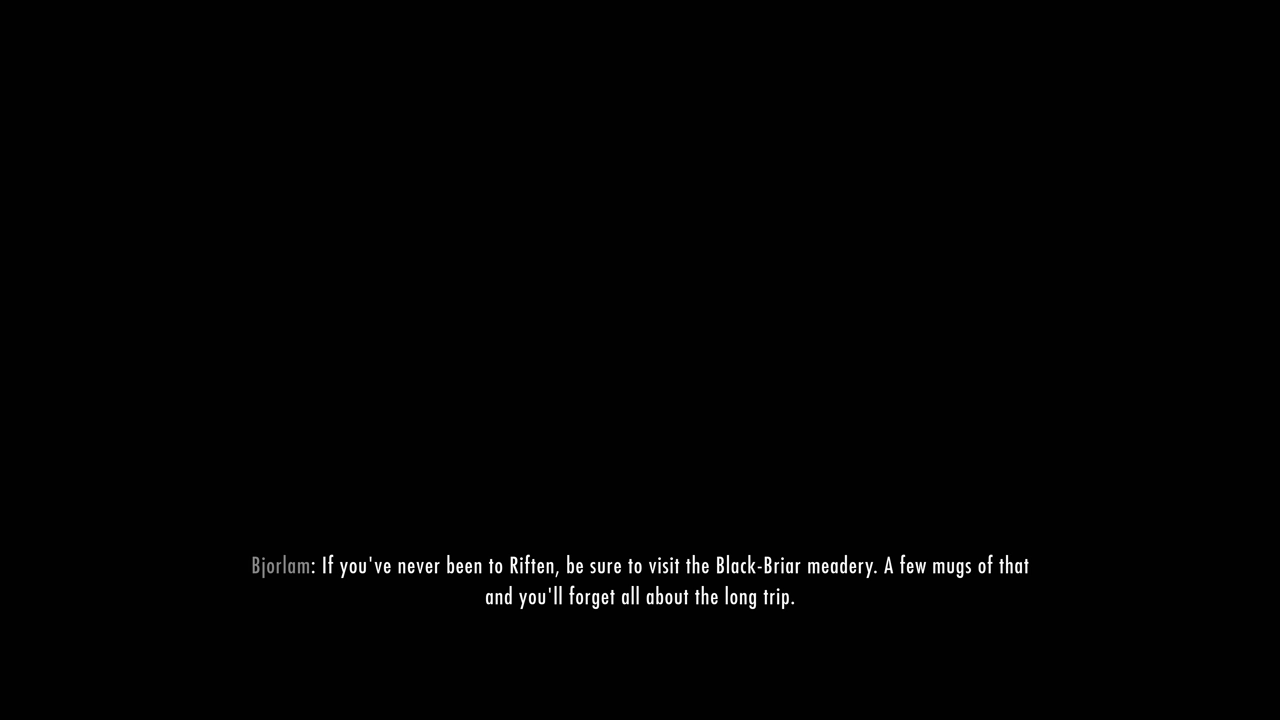 Bjorlam: If you've never been to Riften, be sure to visit the Black-Briar meadery. A few mugs of that
and you'll forget all about the long trip.